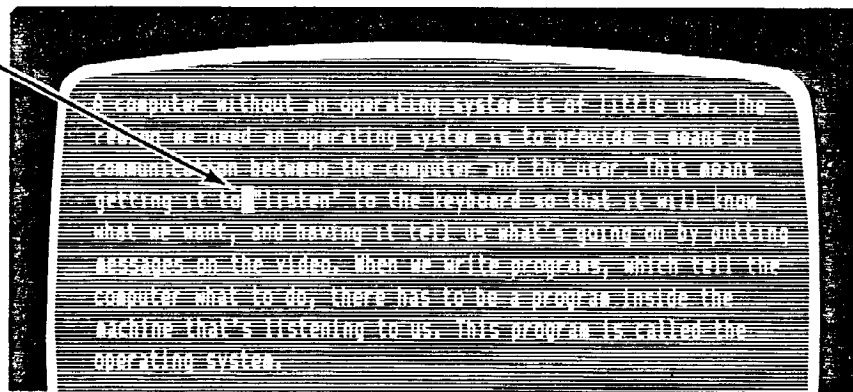 A computer without an operating system is of little use. The
reason we need an operating system is to provide a means of
communication between the computer and the user. This means
getting it to "listen" to the keyboard so that it will know
what we want, and having it tell us what's going on by putting
messages on the video. When we write programs, which tell the
computer what to do, there has to be a program inside the
machine that's listening to us. This program is called the
operating system.